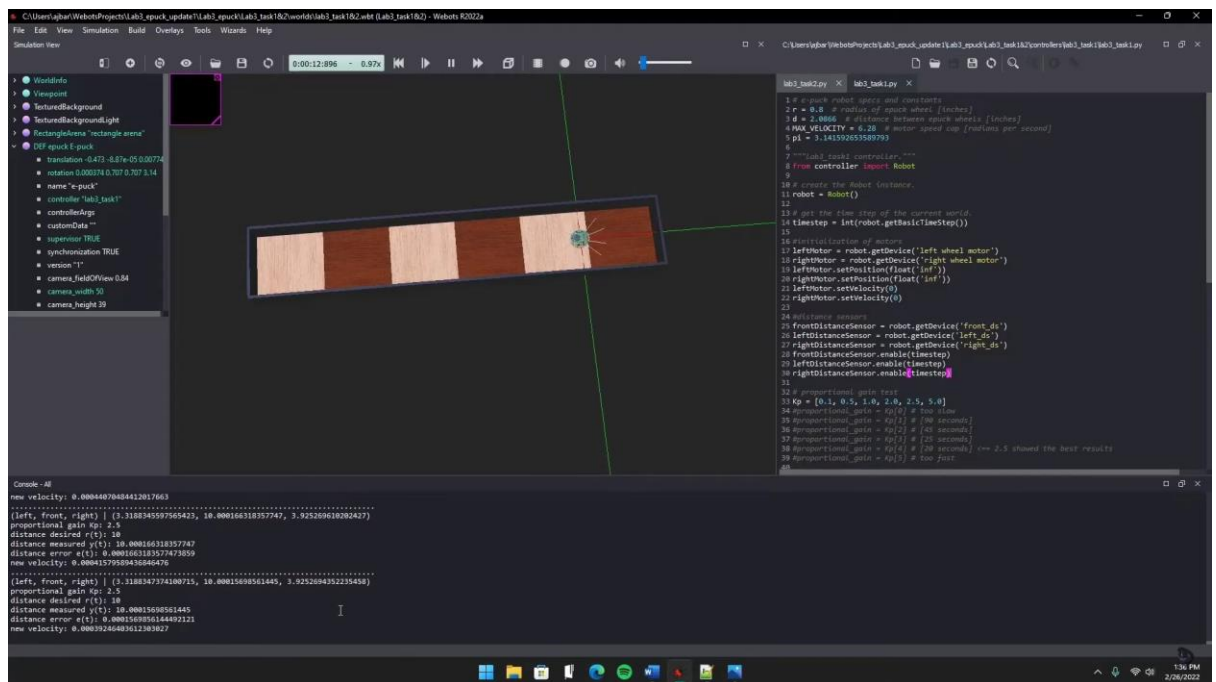 C:\Users\ajbar\WebotsProjects\Lab3_epuck_update1\Lab3_epuck\Lab3_task1&2\worlds\lab3_task1&2.wbt (Lab3_task1&2) - Webots R2022a
File Edit View Simulation Build Overlays Tools Wizards Help
Simulation View
0:00:12:896 - 0.97x
WorldInfo
Viewpoint
TexturedBackground
TexturedBackgroundLight
RectangleArena "rectangle arena"
DEF epuck E-puck
translation -0.473 -8.87e-05 0.00774
rotation 0.000374 0.707 0.707 3.14
name "e-puck"
controller "lab3_task1"
controllerArgs
customData ""
supervisor TRUE
synchronization TRUE
version "1"
camera_fieldOfView 0.84
camera_width 50
camera_height 39
C:\Users\ajbar\WebotsProjects\Lab3_epuck_update1\Lab3_epuck\Lab3_task1&2\controllers\lab3_task1\lab3_task1.py
lab3_task2.py lab3_task1.py
1 # e-puck robot specs and constants
2 r = 0.8 # radius of epuck wheel [inches]
3 d = 2.0866 # distance between epuck wheels [inches]
4 MAX_VELOCITY = 6.28 # motor speed cap [radians per second]
5 pi = 3.141592653589793
6
7 """lab3_task1 controller."""
8 from controller import Robot
9
10 # create the Robot instance.
11 robot = Robot()
12
13 # get the time step of the current world.
14 timestep = int(robot.getBasicTimeStep())
15
16 #initialization of motors
17 leftMotor = robot.getDevice('left wheel motor')
18 rightMotor = robot.getDevice('right wheel motor')
19 leftMotor.setPosition(float('inf'))
20 rightMotor.setPosition(float('inf'))
21 leftMotor.setVelocity(0)
22 rightMotor.setVelocity(0)
23
24 #distance sensors
25 frontDistanceSensor = robot.getDevice('front_ds')
26 leftDistanceSensor = robot.getDevice('left_ds')
27 rightDistanceSensor = robot.getDevice('right_ds')
28 frontDistanceSensor.enable(timestep)
29 leftDistanceSensor.enable(timestep)
30 rightDistanceSensor.enable(timestep)
31
32 # proportional gain test
33 Kp = [0.1, 0.5, 1.0, 2.0, 2.5, 5.0]
34 #proportional_gain = Kp[0] # too slow
35 #proportional_gain = Kp[1] # [90 seconds]
36 #proportional_gain = Kp[2] # [45 seconds]
37 #proportional_gain = Kp[3] # [25 seconds]
38 #proportional_gain = Kp[4] # [20 seconds] <== 2.5 showed the best results
39 #proportional_gain = Kp[5] # too fast
40
Console - All
new velocity: 0.00044070484412017663
(left, front, right) | (3.3188345597565423, 10.000166318357747, 3.925269610202427)
proportional gain Kp: 2.5
distance desired r(t): 10
distance measured y(t): 10.000166318357747
distance error e(t): 0.0001663183577473859
new velocity: 0.00041579589436846476
(left, front, right) | (3.3188347374100715, 10.00015698561445, 3.9252694352235458)
proportional gain Kp: 2.5
distance desired r(t): 10
distance measured y(t): 10.00015698561445
distance error e(t): 0.0001569856144492121
new velocity: 0.00039246403612303027
1:36 PM
2/26/2022